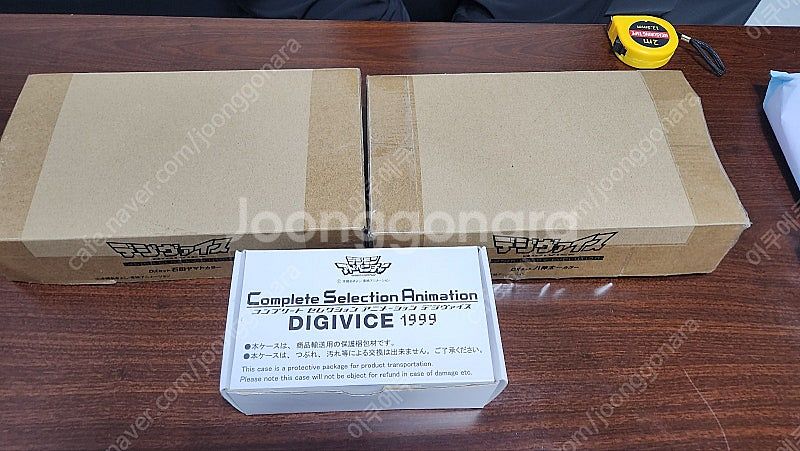 2m
MEASURING TAPE
Joonggonara
cafe.naver.com/joonggonara
デジヴァイス
デジヴァイス
デジモン
アドベンチャー
Complete Selection Animation
コンプリート セレクション アニメーション デジヴァイス
DIGIVICE 1999
●本ケースは、商品輸送用の保護梱包材です。
●本ケースは、つぶれ、汚れ等による交換は出来ません。ご了承ください。
This case is a protective package for product transportation.
Please note this case will not be object for refund in case of damage etc.